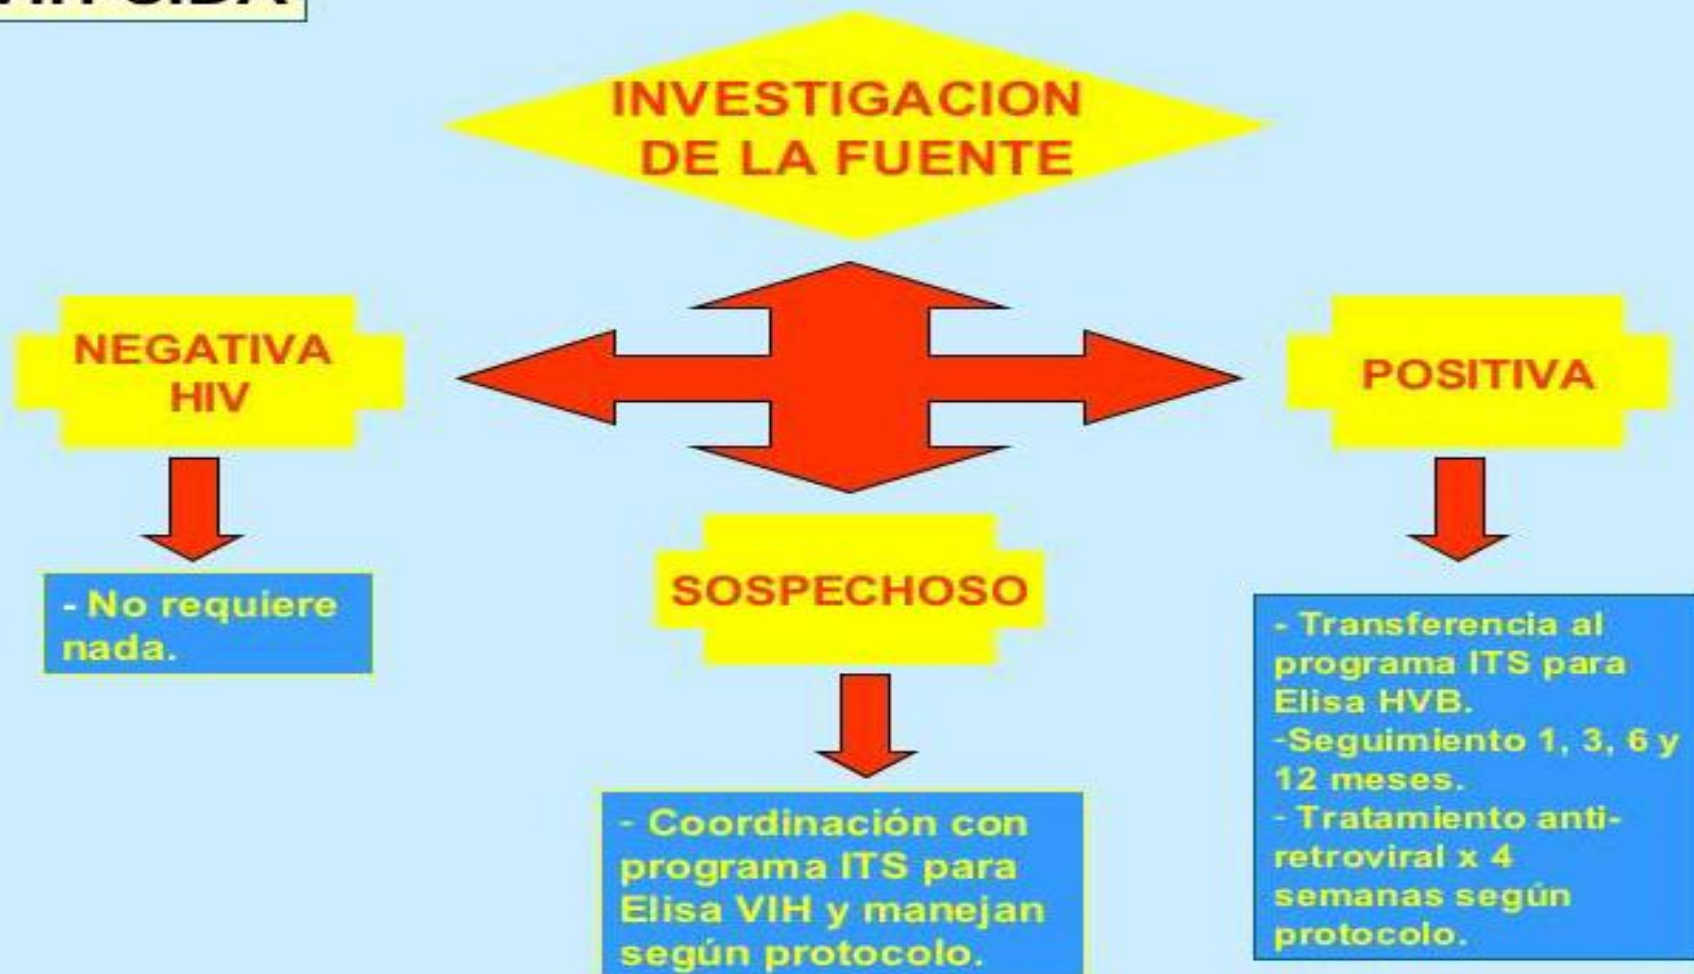 INVESTIGACION
DE LA FUENTE
NEGATIVA
HIV
POSITIVA
SOSPECHOSO
- No requiere
nada.
- Coordinación con
programa ITS para
Elisa VIH y manejan
según protocolo.
- Transferencia al
programa ITS para
Elisa HVB.
-Seguimiento 1, 3, 6 y
12 meses.
- Tratamiento anti-
retroviral x 4
semanas según
protocolo.